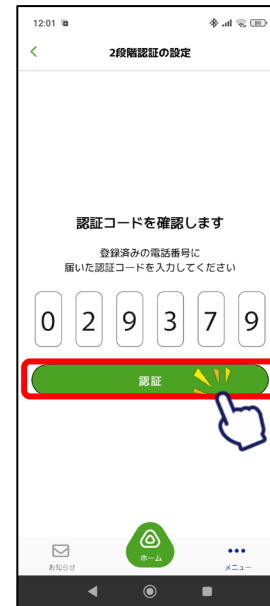 12:01
2段階認証の設定
認証コードを確認します
登録済みの電話番号に
届いた認証コードを入力してください
0 2 9 3 7 9
認証
お知らせ
ホーム
メニュー